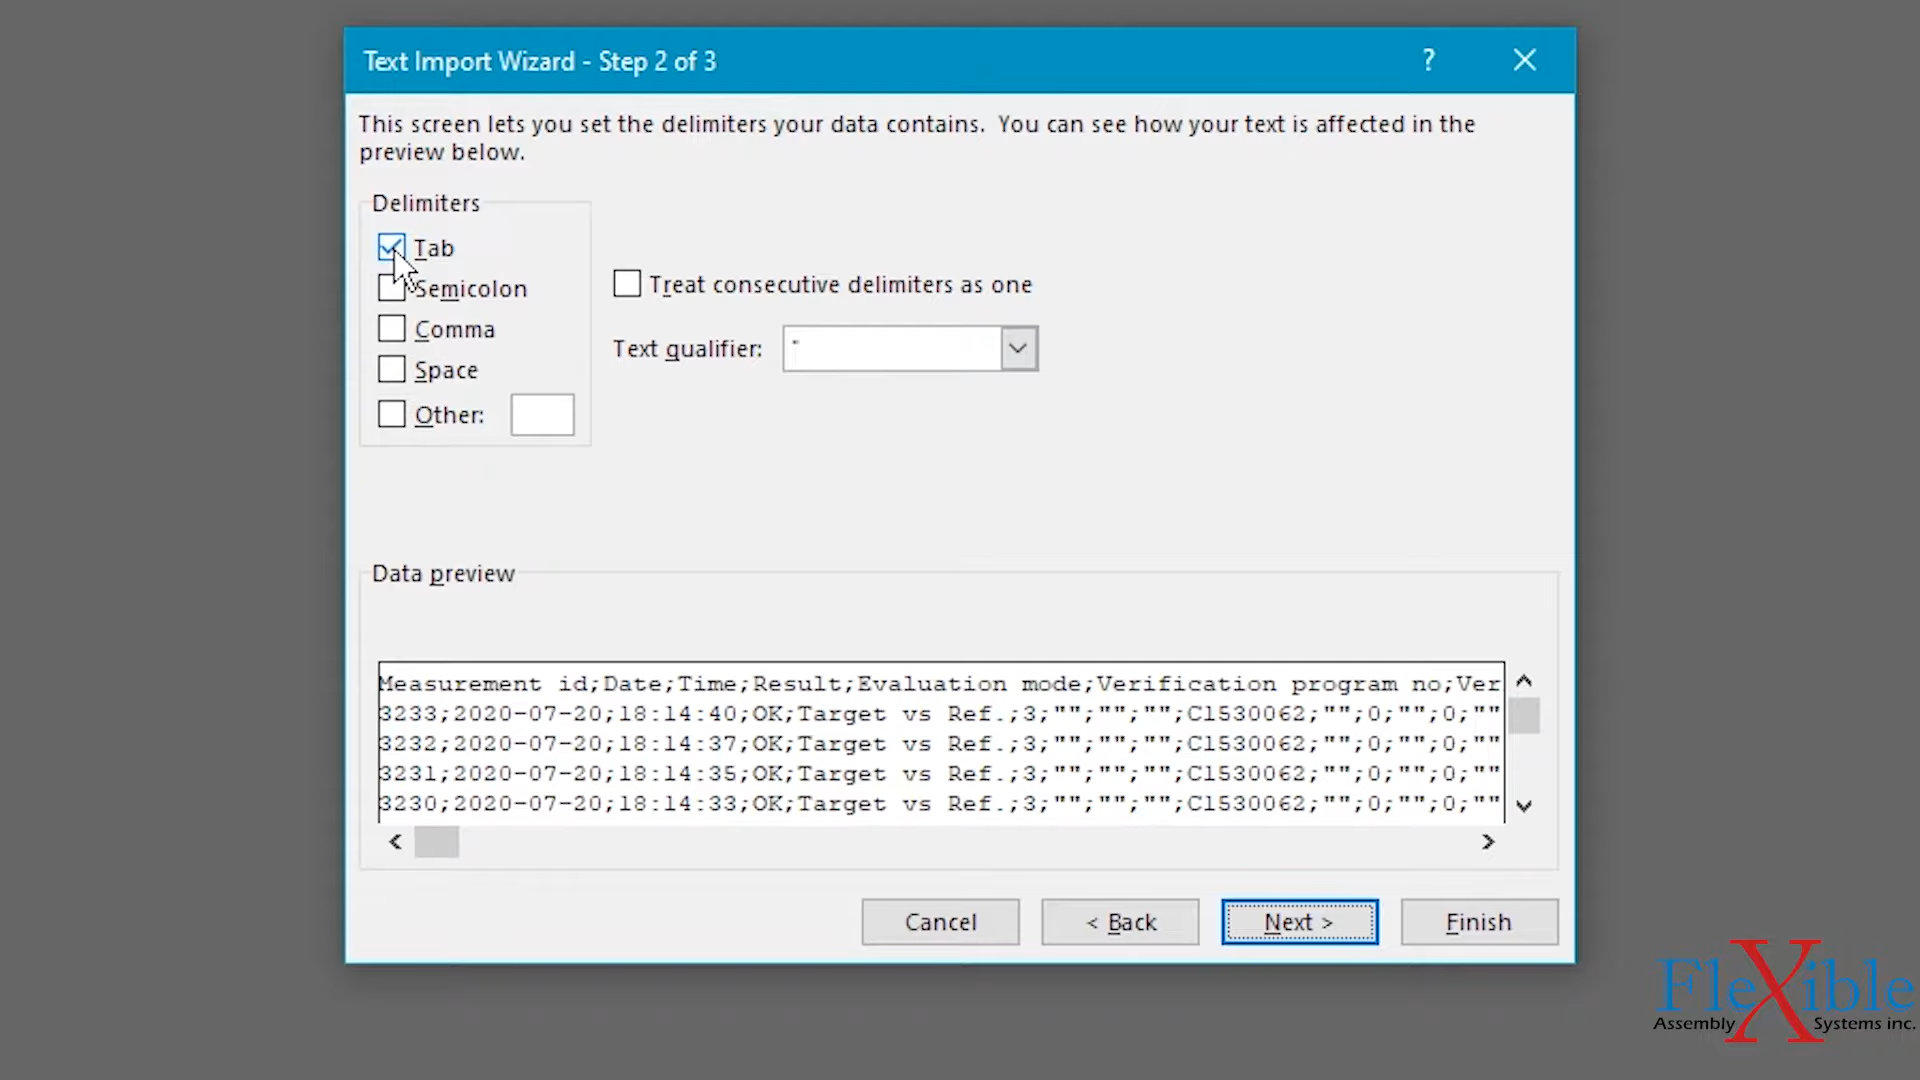 Text Import Wizard - Step 2 of 3
?
This screen lets you set the delimiters your data contains. You can see how your text is affected in the
preview below.
Delimiters
Tab
Semicolon
Comma
Space
Other:
Treat consecutive delimiters as one
Text qualifier: "
Data preview
Measurement id;Date;Time;Result;Evaluation mode;Verification program no;Ver
3233;2020-07-20;18:14:40;OK;Target vs Ref.;3;"";"";"";C1530062;"";0;"";0;""
3232;2020-07-20;18:14:37;OK;Target vs Ref.;3;"";"";"";C1530062;"";0;"";0;""
3231;2020-07-20;18:14:35;OK;Target vs Ref.;3;"";"";"";C1530062;"";0;"";0;""
3230;2020-07-20;18:14:33;OK;Target vs Ref.;3;"";"";"";C1530062;"";0;"";0;""
Cancel
< Back
Next >
Finish
FleXible
Assembly Systems inc.